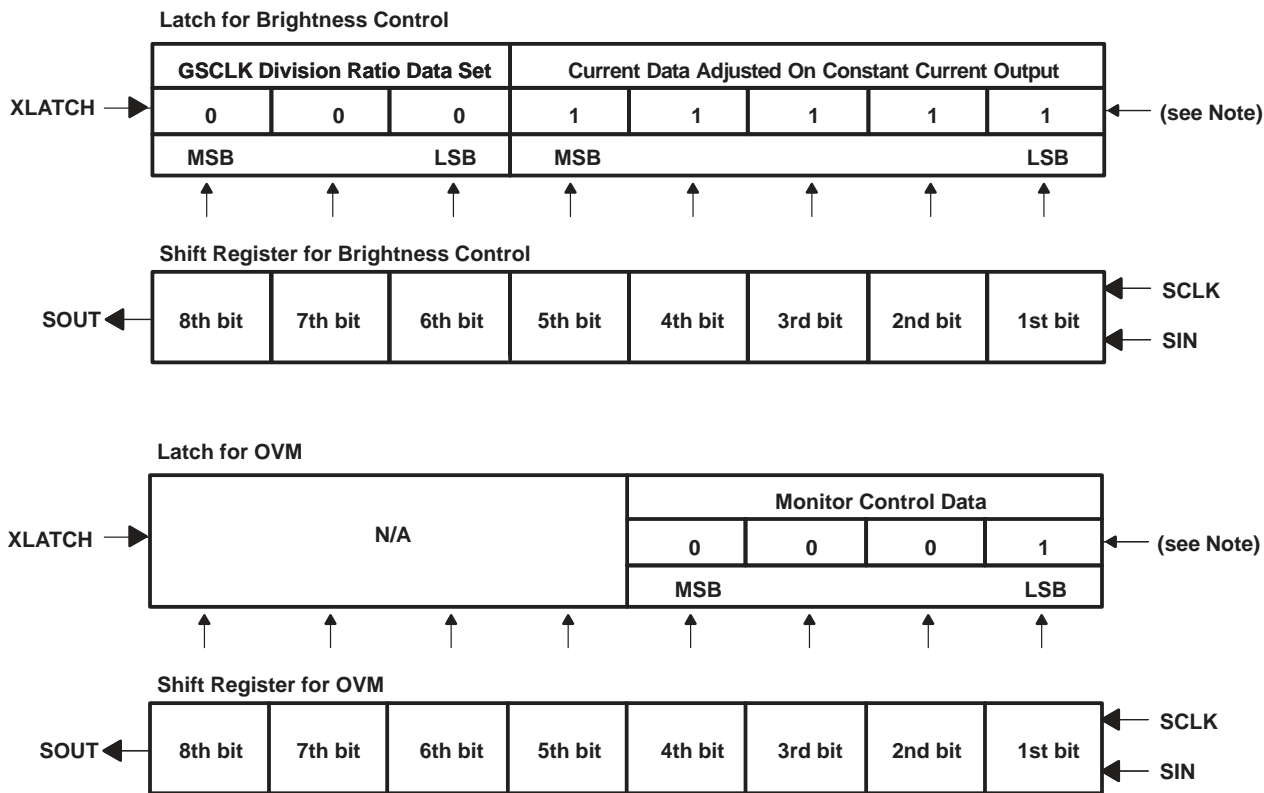 Latch for Brightness Control
GSCLK Division Ratio Data Set Current Data Adjusted On Constant Current Output
XLATCH 0 0 0 1 1 1 1 1 (see Note)
MSB LSB MSB LSB
Shift Register for Brightness Control
SOUT 8th bit 7th bit 6th bit 5th bit 4th bit 3rd bit 2nd bit 1st bit SCLK
SIN
Latch for OVM
Monitor Control Data
XLATCH N/A 0 0 0 1 (see Note)
MSB LSB
Shift Register for OVM
SOUT 8th bit 7th bit 6th bit 5th bit 4th bit 3rd bit 2nd bit 1st bit SCLK
SIN